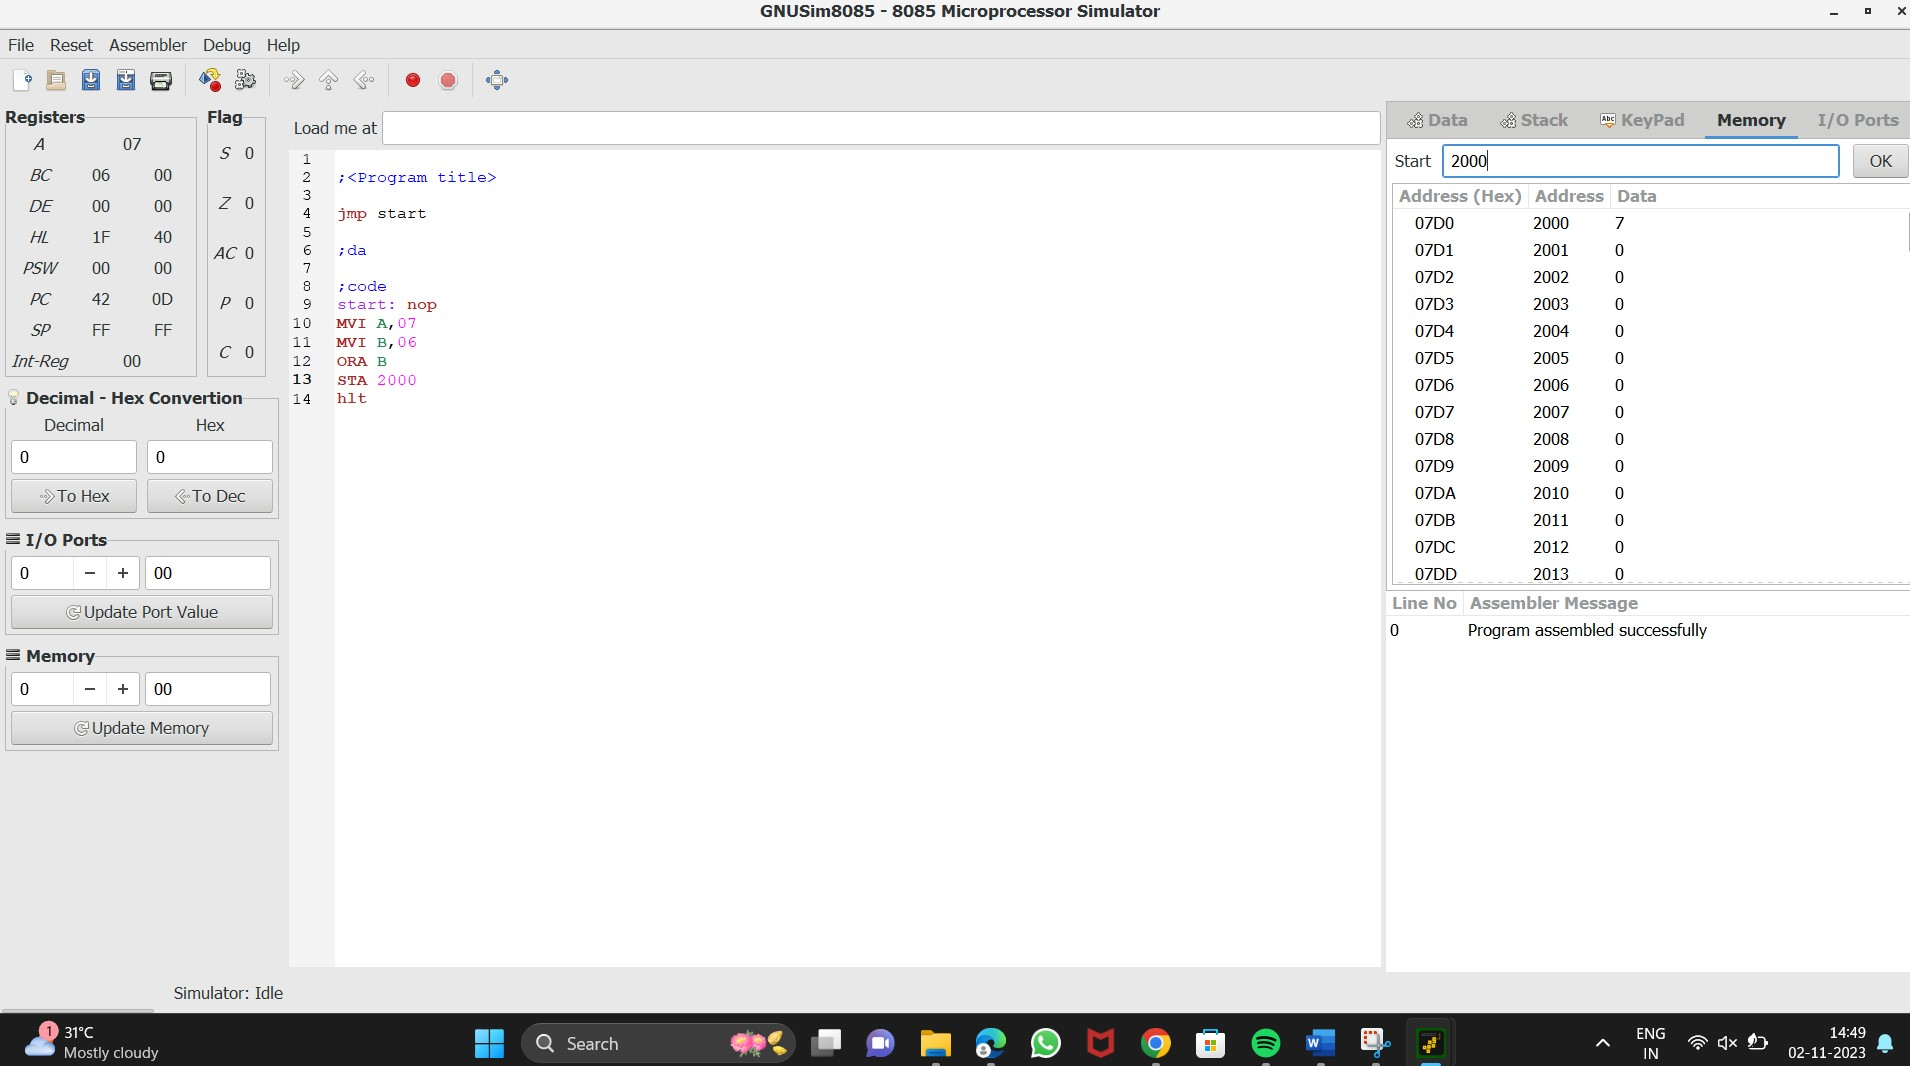 GNUSim8085 - 8085 Microprocessor Simulator
File Reset Assembler Debug Help
Registers
A 07
BC 06 00
DE 00 00
HL 1F 40
PSW 00 00
PC 42 0D
SP FF FF
Int-Reg 00
Flag
S 0
Z 0
AC 0
P 0
C 0
Decimal - Hex Convertion
Decimal Hex
0 0
To Hex To Dec
I/O Ports
0 − + 00
Update Port Value
Memory
0 − + 00
Update Memory
Load me at
1
2 ;<Program title>
3
4 jmp start
5
6 ;da
7
8 ;code
9 start: nop
10 MVI A,07
11 MVI B,06
12 ORA B
13 STA 2000
14 hlt
Data Stack Abc KeyPad Memory I/O Ports
Start 2000 OK
Address (Hex) Address Data
07D0 2000 7
07D1 2001 0
07D2 2002 0
07D3 2003 0
07D4 2004 0
07D5 2005 0
07D6 2006 0
07D7 2007 0
07D8 2008 0
07D9 2009 0
07DA 2010 0
07DB 2011 0
07DC 2012 0
07DD 2013 0
Line No Assembler Message
0 Program assembled successfully
Simulator: Idle
1 31°C
Mostly cloudy
Search
W
ENG
IN
14:49
02-11-2023